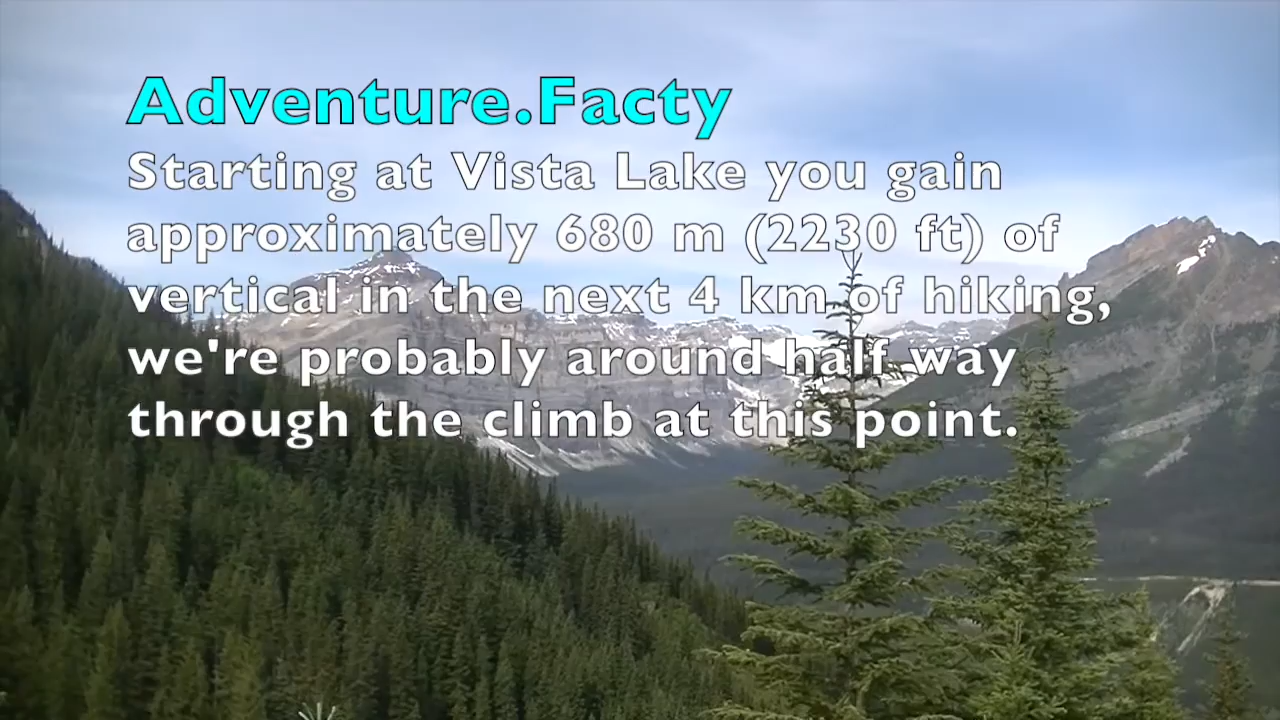 Adventure.Facty
Starting at Vista Lake you gain
approximately 680 m (2230 ft) of
vertical in the next 4 km of hiking,
we're probably around half way
through the climb at this point.